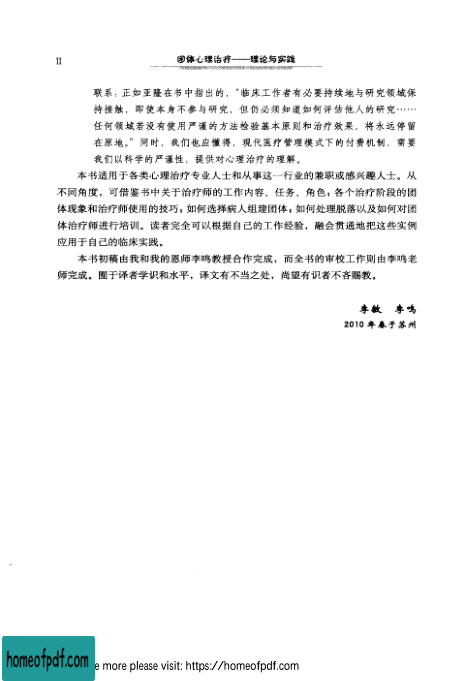 II 团体心理治疗——理论与实践
联系；正如亚隆在书中指出的，“临床工作者有必要持续地与研究领域保
持接触，即使本身不参与研究，但仍必须知道如何评估他人的研究……
任何领域若没有使用严谨的方法检验基本原则和治疗效果，将永远停留
在原地。”同时，我们也应懂得，现代医疗管理模式下的付费机制，需要
我们以科学的严谨性，提供对心理治疗的理解。
本书适用于各类心理治疗专业人士和从事这一行业的兼职或感兴趣人士。从
不同角度，可借鉴书中关于治疗师的工作内容、任务、角色；各个治疗阶段的团
体现象和治疗师使用的技巧；如何选择病人组建团体；如何处理脱落以及如何对团
体治疗师进行培训。读者完全可以根据自己的工作经验，融会贯通地把这些实例
应用于自己的临床实践。
本书初稿由我和我的恩师李鸣教授合作完成，而全书的审校工作则由李鸣老
师完成。囿于译者学识和水平，译文有不当之处，尚望有识者不吝赐教。
李敏 李鸣
2010 年春于苏州
homeofpdf.com
e more please visit: https://homeofpdf.com